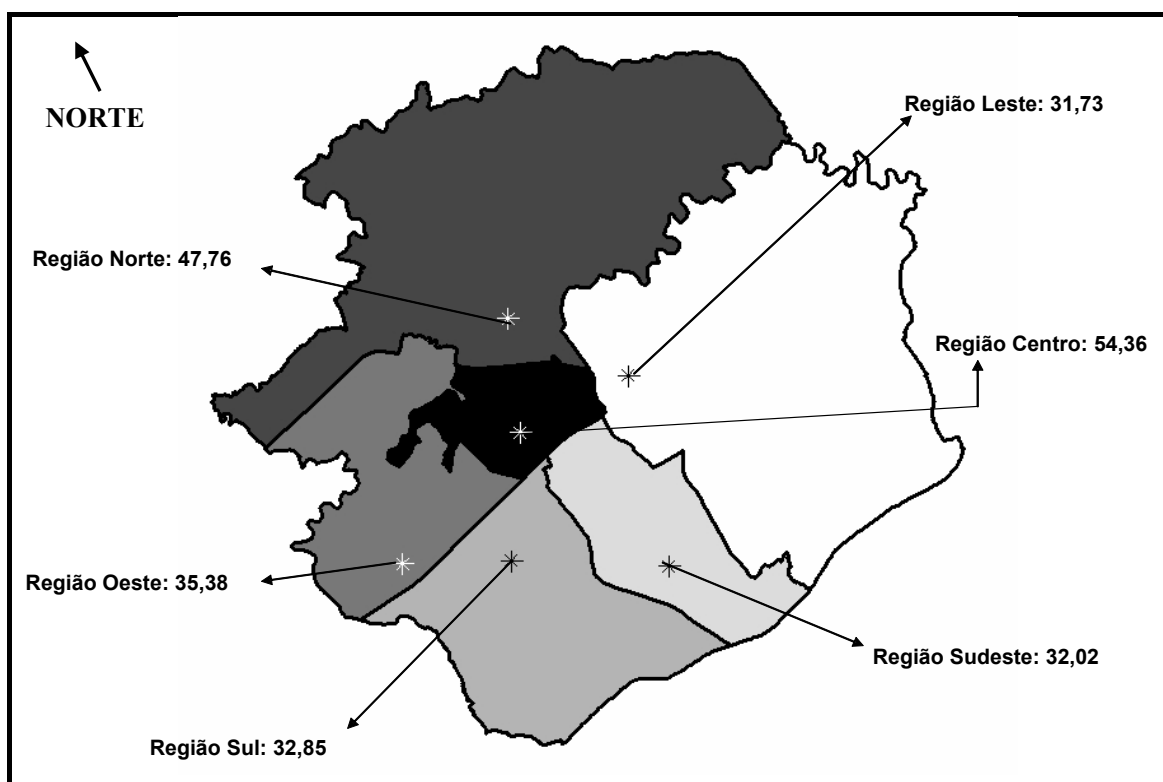 NORTE
Região Leste: 31,73
Região Norte: 47,76
Região Centro: 54,36
Região Oeste: 35,38
Região Sudeste: 32,02
Região Sul: 32,85